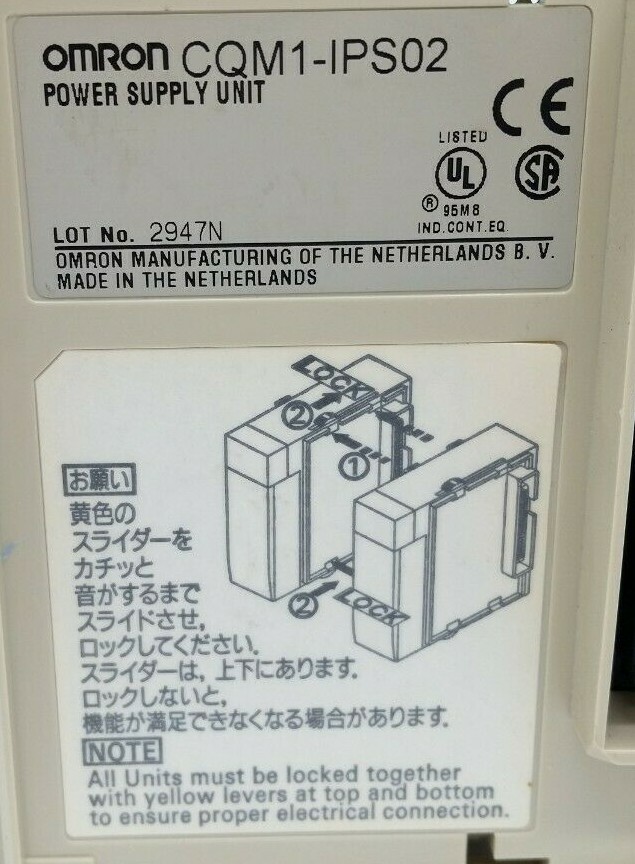 OMRON CQM1-IPS02
POWER SUPPLY UNIT
CE
LISTED
UL
SA
® 95M8
IND.CONT.EQ.
LOT No. 2947N
OMRON MANUFACTURING OF THE NETHERLANDS B. V.
MADE IN THE NETHERLANDS
LOCK
②
①
②
LOCK
お願い
黄色の
スライダーを
カチッと
音がするまで
スライドさせ,
ロックしてください.
スライダーは, 上下にあります.
ロックしないと,
機能が満足できなくなる場合があります.
NOTE
All Units must be locked together
with yellow levers at top and bottom
to ensure proper electrical connection.